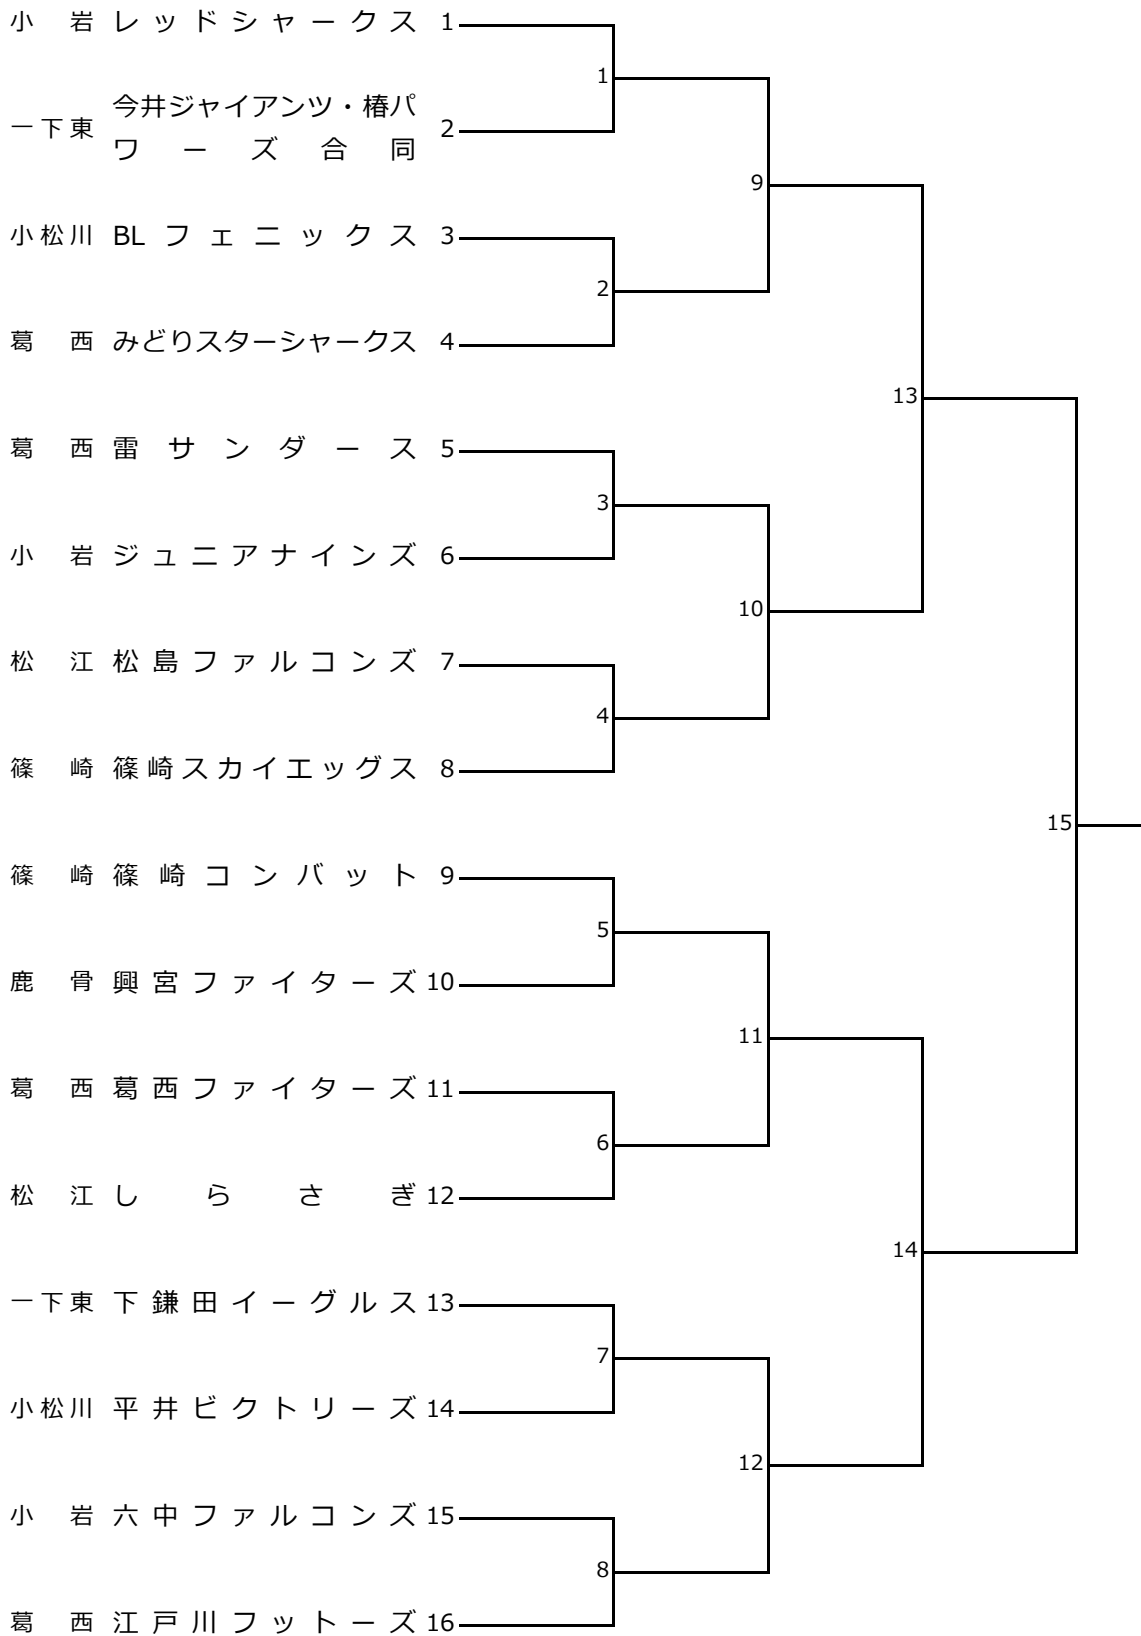 小岩 レッドシャークス 1
1
今井ジャイアンツ・椿パ
一下東 2
ワーズ合同
9
小松川 BLフェニックス 3
2
葛西 みどりスターシャークス 4
13
葛西 雷サンダース 5
3
小岩 ジュニアナインズ 6
10
松江 松島ファルコンズ 7
4
篠崎 篠崎スカイエッグス 8
15
篠崎 篠崎コンバット 9
5
鹿骨 興宮ファイターズ 10
11
葛西 葛西ファイターズ 11
6
松江 しらさぎ 12
14
一下東 下鎌田イーグルス 13
7
小松川 平井ビクトリーズ 14
12
小岩 六中ファルコンズ 15
8
葛西 江戸川フットーズ 16